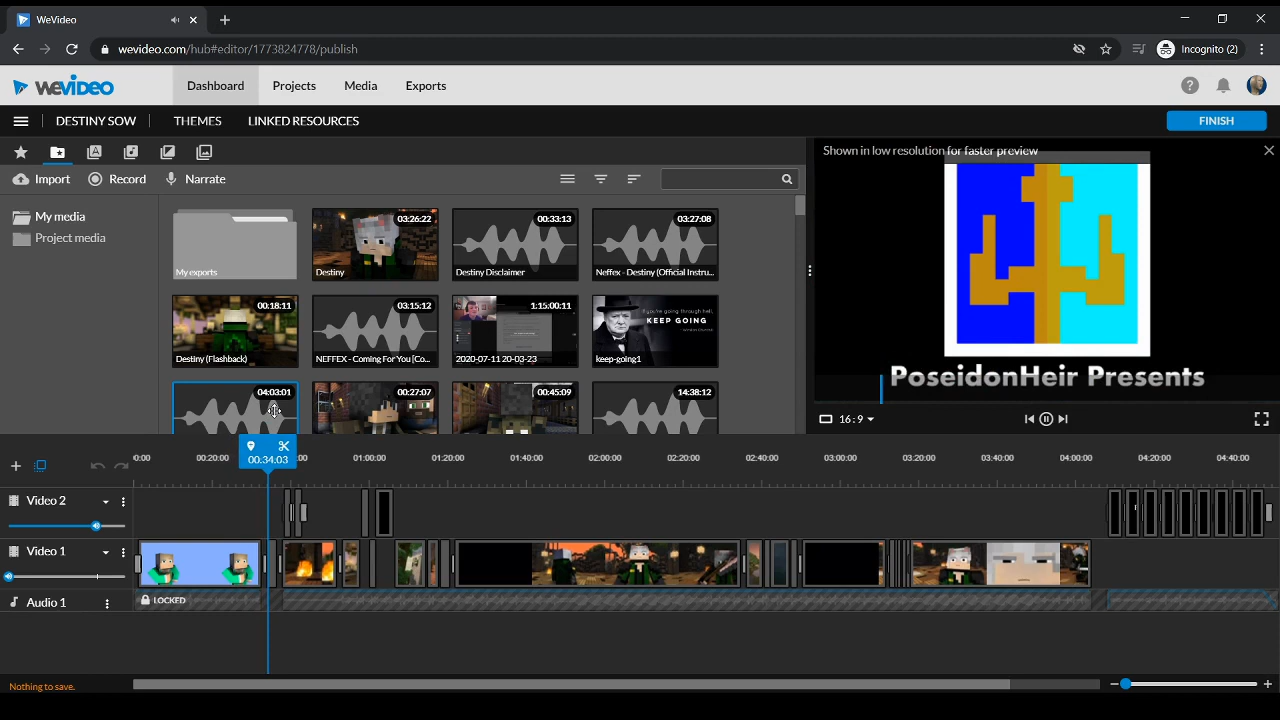 WeVideo
wevideo.com/hub#editor/1773824778/publish
Incognito (2)
WEVIDEO
Dashboard
Projects
Media
Exports
DESTINY SOW
THEMES
LINKED RESOURCES
FINISH
Shown in low resolution for faster preview
Import
Record
Narrate
My media
Project media
My exports
03:26:22
Destiny
00:33:13
Destiny Disclaimer
03:27:08
Neffex - Destiny (Official Instru...
00:18:11
Destiny (Flashback)
03:15:12
NEFFEX - Coming For You [Co...
1:15:00:11
2020-07-11 20-03-23
If you're going through hell,
KEEP GOING
keep-going1
04:03:01
00:27:07
00:45:09
14:38:12
PoseidonHeir Presents
16:9
00:34.03
0:00
00:20:00
:00
01:00:00
01:20:00
01:40:00
02:00:00
02:20:00
02:40:00
03:00:00
03:20:00
03:40:00
04:00:00
04:20:00
04:40:00
Video 2
Video 1
Audio 1
LOCKED
Nothing to save.